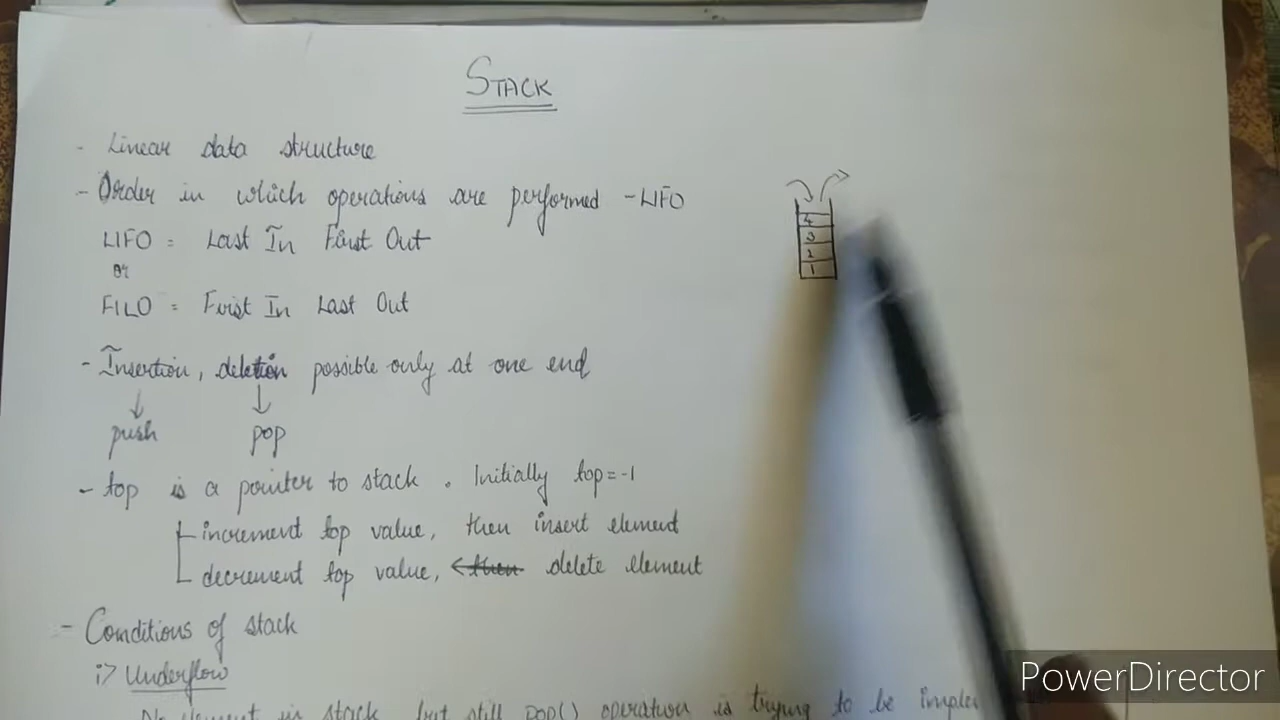 STACK
- Linear data structure
- Order in which operations are performed - LIFO
LIFO = Last In First Out
or
FILO = First In Last Out
- Insertion, deletion possible only at one end
push pop
- top is a pointer to stack. Initially top=-1
increment top value, then insert element
decrement top value, then delete element
- Conditions of stack
i> Underflow
No element in stack, but still pop() operation is trying to be
4
3
2
1
PowerDirector